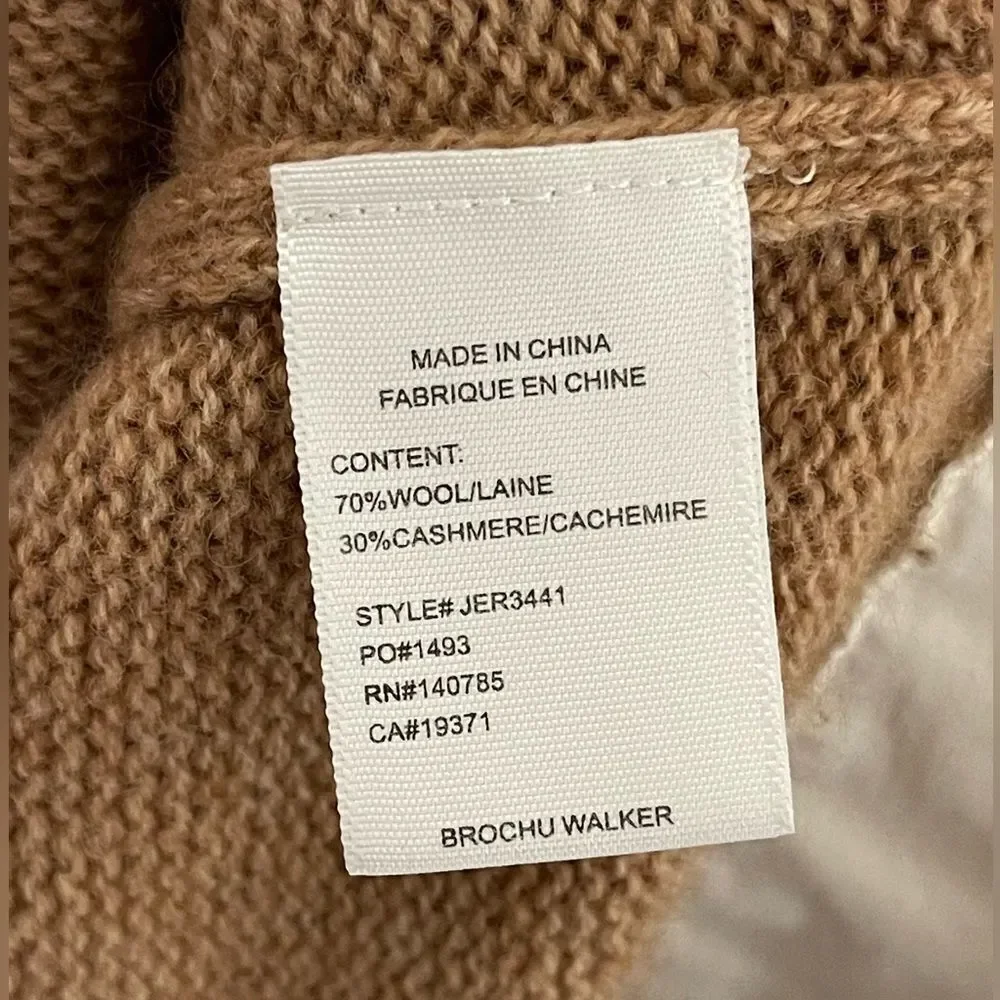 MADE IN CHINA
FABRIQUE EN CHINE
CONTENT:
70%WOOL/LAINE
30%CASHMERE/CACHEMIRE
STYLE# JER3441
PO#1493
RN#140785
CA#19371
BROCHU WALKER